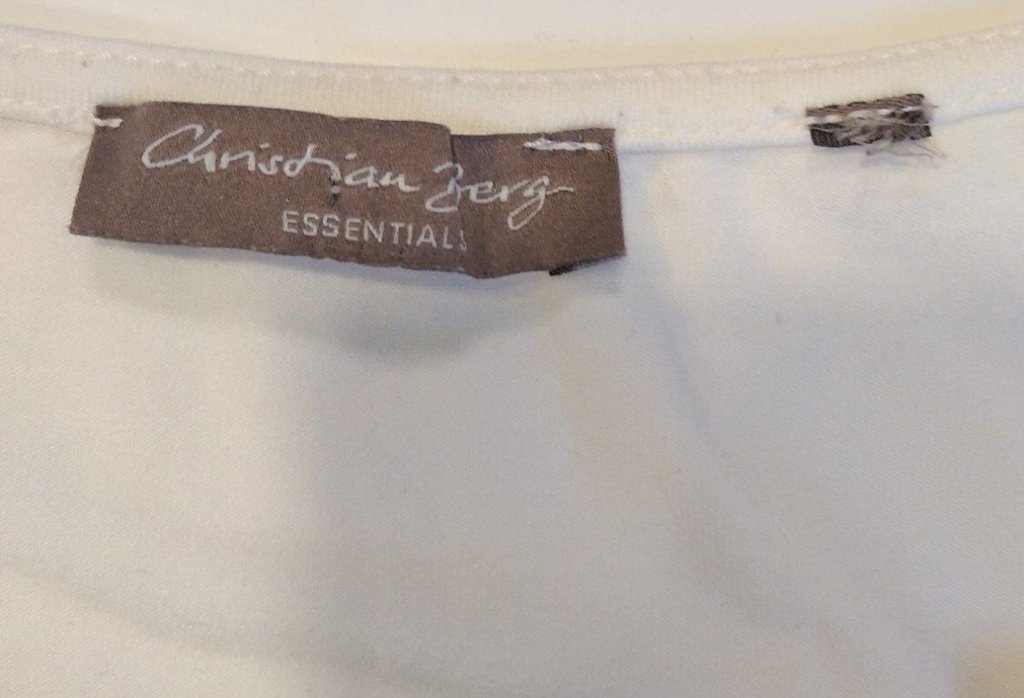 Christian Berg
ESSENTIALS